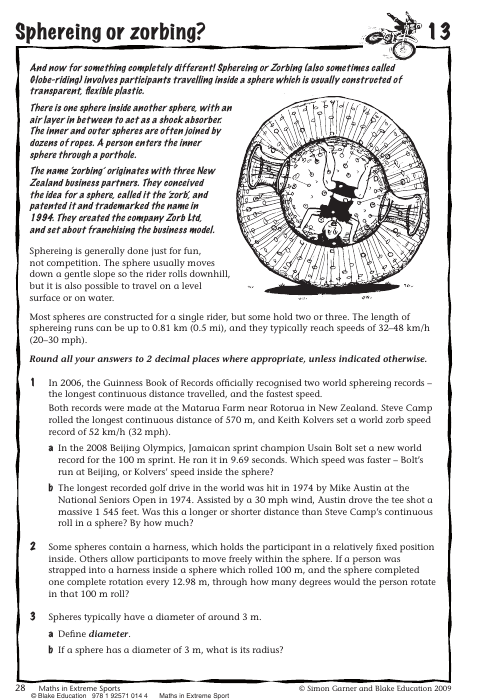 Sphereing or zorbing?
13
And now for something completely different! Sphereing or Zorbing (also sometimes called
Globe-riding) involves participants travelling inside a sphere which is usually constructed of
transparent, flexible plastic.
There is one sphere inside another sphere, with an
air layer in between to act as a shock absorber.
The inner and outer spheres are often joined by
dozens of ropes. A person enters the inner
sphere through a porthole.
The name 'zorbing' originates with three New
Zealand business partners. They conceived
the idea for a sphere, called it the 'zorb', and
patented it and trademarked the name in
1994. They created the company Zorb Ltd,
and set about franchising the business model.
Sphereing is generally done just for fun,
not competition. The sphere usually moves
down a gentle slope so the rider rolls downhill,
but it is also possible to travel on a level
surface or on water.
Most spheres are constructed for a single rider, but some hold two or three. The length of
sphereing runs can be up to 0.81 km (0.5 mi), and they typically reach speeds of 32–48 km/h
(20–30 mph).
Round all your answers to 2 decimal places where appropriate, unless indicated otherwise.
1 In 2006, the Guinness Book of Records officially recognised two world sphereing records –
the longest continuous distance travelled, and the fastest speed.
Both records were made at the Matarua Farm near Rotorua in New Zealand. Steve Camp
rolled the longest continuous distance of 570 m, and Keith Kolvers set a world zorb speed
record of 52 km/h (32 mph).
a In the 2008 Beijing Olympics, Jamaican sprint champion Usain Bolt set a new world
record for the 100 m sprint. He ran it in 9.69 seconds. Which speed was faster – Bolt's
run at Beijing, or Kolvers' speed inside the sphere?
b The longest recorded golf drive in the world was hit in 1974 by Mike Austin at the
National Seniors Open in 1974. Assisted by a 30 mph wind, Austin drove the tee shot a
massive 1 545 feet. Was this a longer or shorter distance than Steve Camp's continuous
roll in a sphere? By how much?
2 Some spheres contain a harness, which holds the participant in a relatively fixed position
inside. Others allow participants to move freely within the sphere. If a person was
strapped into a harness inside a sphere which rolled 100 m, and the sphere completed
one complete rotation every 12.98 m, through how many degrees would the person rotate
in that 100 m roll?
3 Spheres typically have a diameter of around 3 m.
a Define diameter.
b If a sphere has a diameter of 3 m, what is its radius?
28 Maths in Extreme Sports
© Simon Garner and Blake Education 2009
© Blake Education 978 1 92571 014 4 Maths in Extreme Sports